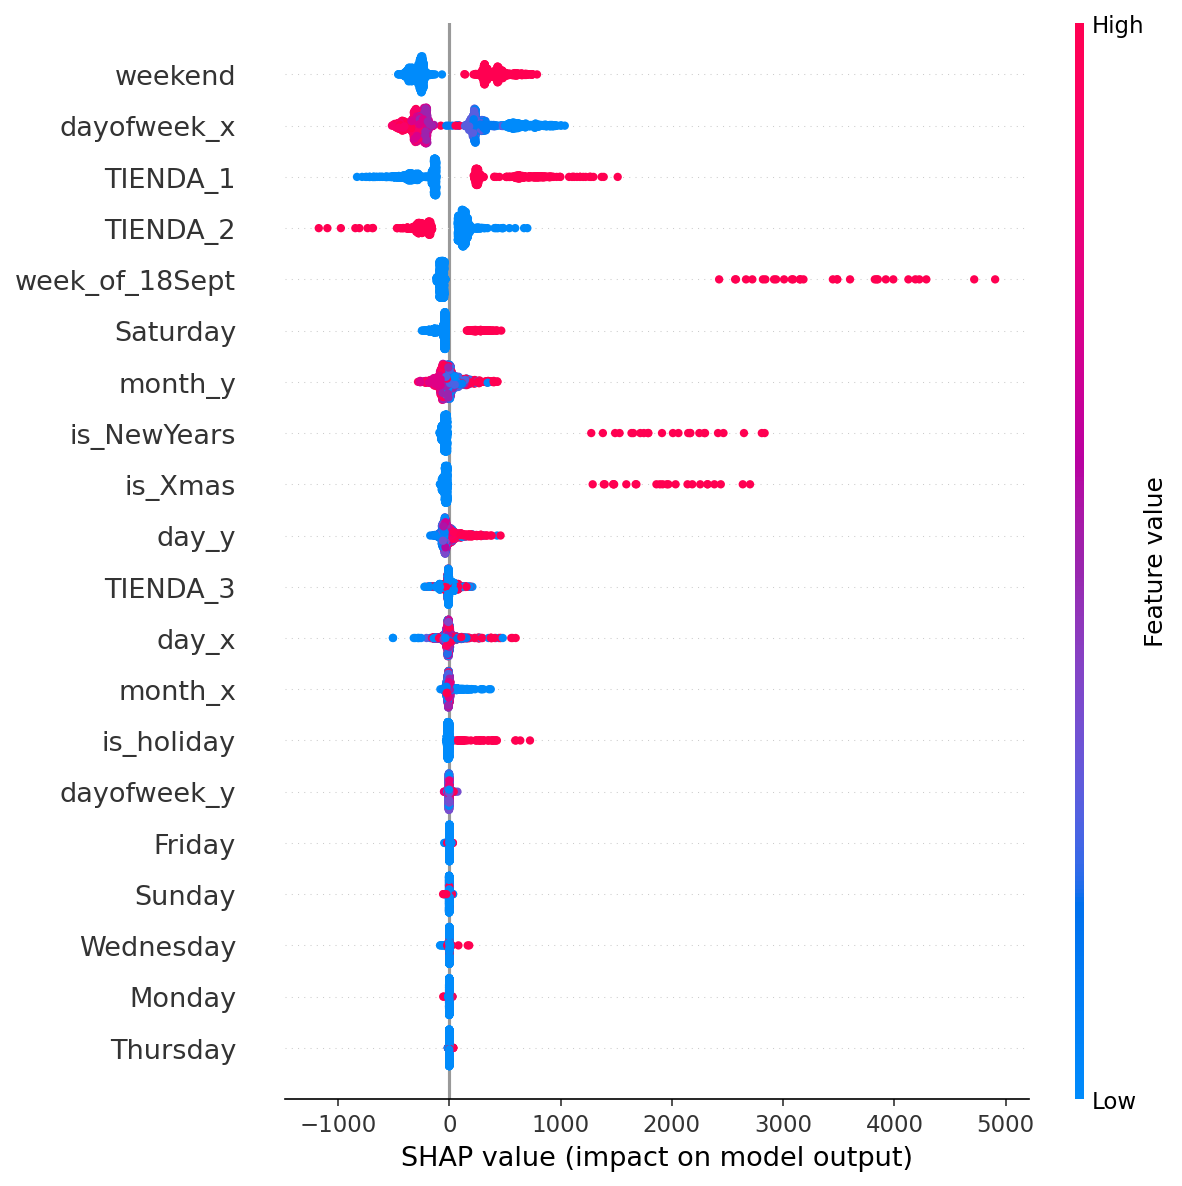 High
weekend
dayofweek_x
TIENDA_1
TIENDA_2
week_of_18Sept
Saturday
month_y
is_NewYears
is_Xmas
day_y
TIENDA_3
day_x
month_x
is_holiday
dayofweek_y
Friday
Sunday
Wednesday
Monday
Thursday
Feature value
Low
−1000 0 1000 2000 3000 4000 5000
SHAP value (impact on model output)